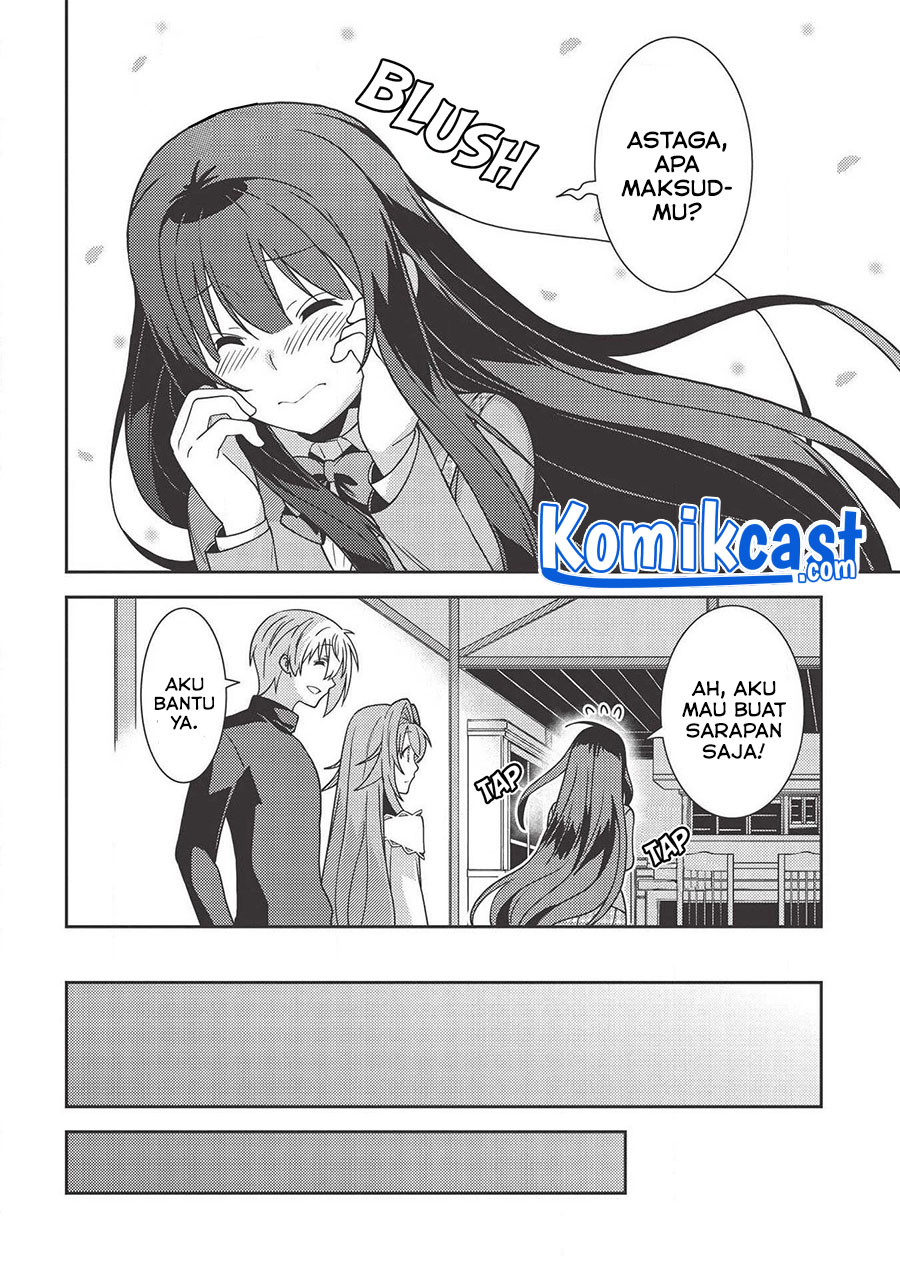 BLUSH
ASTAGA,
APA
MAKSUD-
MU?
Komikcast
.com
AH, AKU
MAU BUAT
SARAPAN
SAJA!
TAP
TAP
AKU
BANTU
YA.